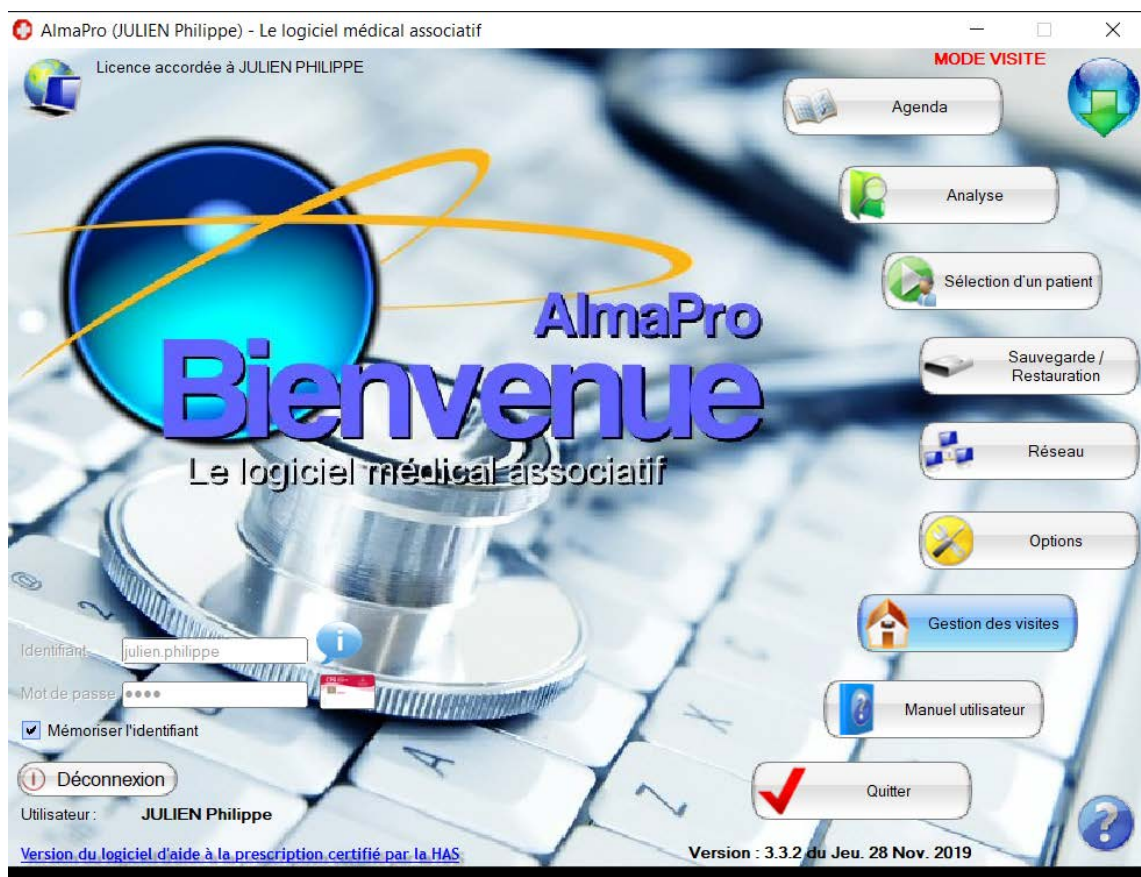 AlmaPro (JULIEN Philippe) - Le logiciel médical associatif
Licence accordée à JULIEN PHILIPPE
MODE VISITE
Agenda
Analyse
Sélection d'un patient
Sauvegarde /
Restauration
Réseau
Options
Gestion des visites
Manuel utilisateur
Quitter
AlmaPro
Bienvenue
Le logiciel médical associatif
Identifiant
julien.philippe
Mot de passe
••••
Mémoriser l'identifiant
Déconnexion
Utilisateur : JULIEN Philippe
Version du logiciel d'aide à la prescription certifié par la HAS
Version : 3.3.2 du Jeu. 28 Nov. 2019